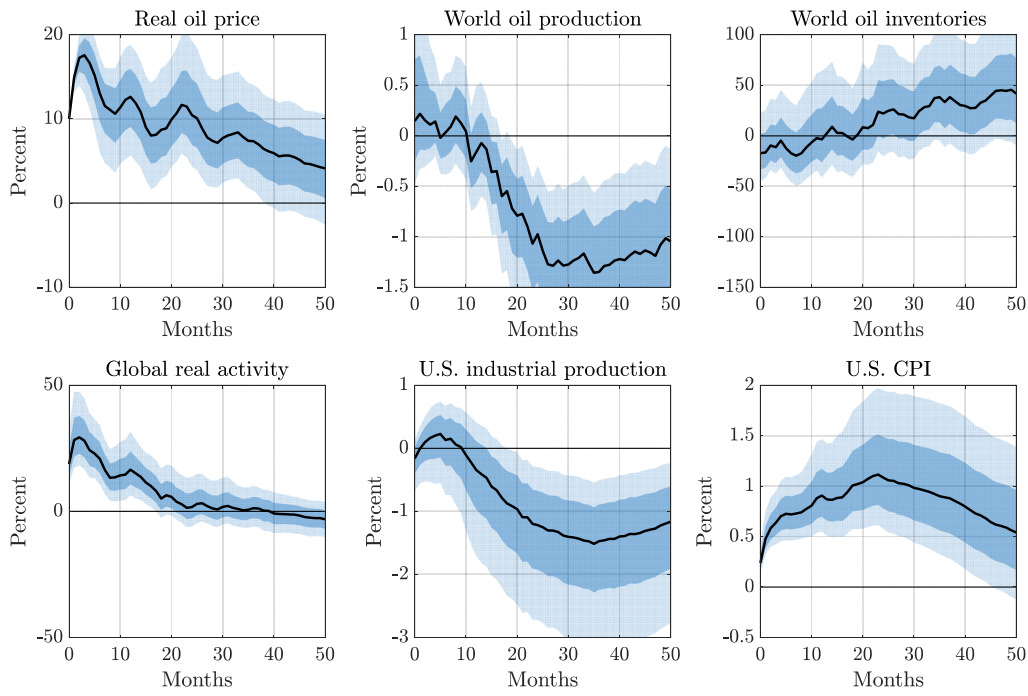 Real oil price
20
10
0
-10
Percent
0 10 20 30 40 50
Months
World oil production
1
0.5
0
-0.5
-1
-1.5
Percent
0 10 20 30 40 50
Months
World oil inventories
100
50
0
-50
-100
-150
Percent
0 10 20 30 40 50
Months
Global real activity
50
0
-50
Percent
0 10 20 30 40 50
Months
U.S. industrial production
1
0
-1
-2
-3
Percent
0 10 20 30 40 50
Months
U.S. CPI
2
1.5
1
0.5
0
-0.5
Percent
0 10 20 30 40 50
Months